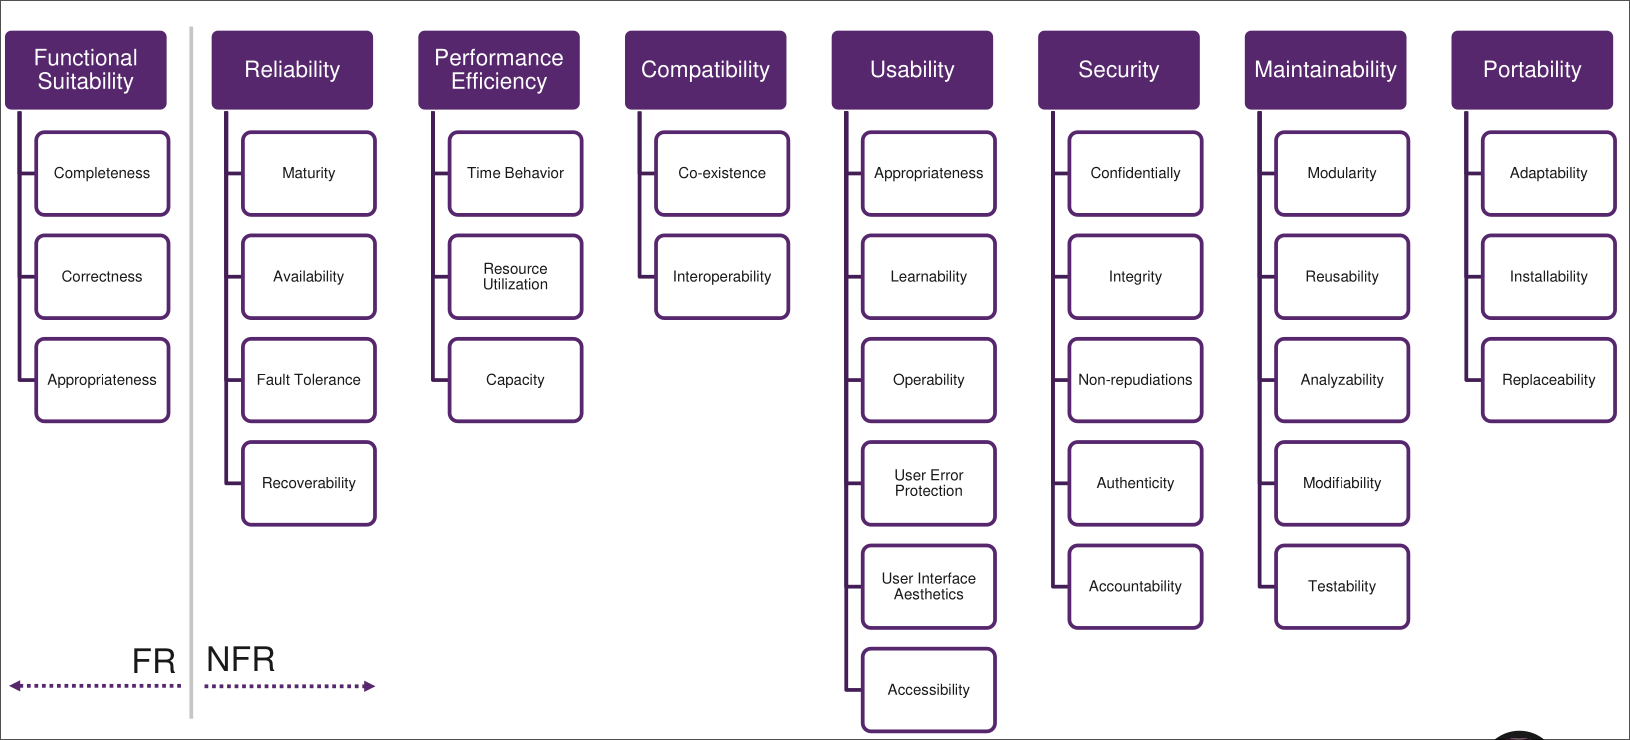 Functional
Suitability
Completeness
Correctness
Appropriateness
Reliability
Maturity
Availability
Fault Tolerance
Recoverability
Performance
Efficiency
Time Behavior
Resource
Utilization
Capacity
Compatibility
Co-existence
Interoperability
Usability
Appropriateness
Learnability
Operability
User Error
Protection
User Interface
Aesthetics
Accessibility
Security
Confidentially
Integrity
Non-repudiations
Authenticity
Accountability
Maintainability
Modularity
Reusability
Analyzability
Modifiability
Testability
Portability
Adaptability
Installability
Replaceability
FR
NFR